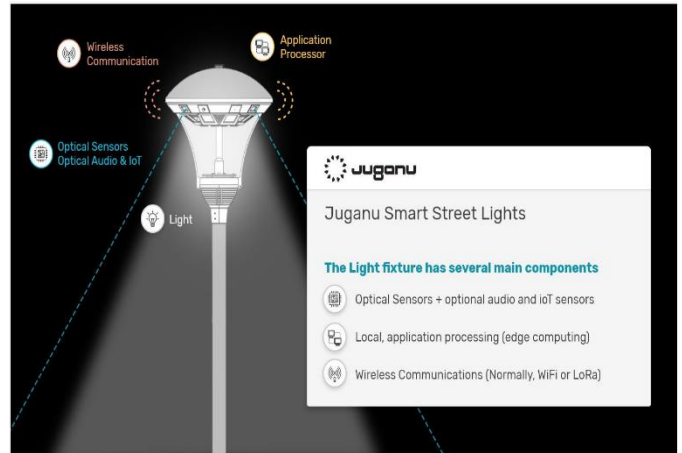 Wireless
Communication
Application
Processor
Optical Sensors
Optical Audio & IoT
Light
Juganu
Juganu Smart Street Lights
The Light fixture has several main components
Optical Sensors + optional audio and ioT sensors
Local, application processing (edge computing)
Wireless Communications (Normally, WiFi or LoRa)